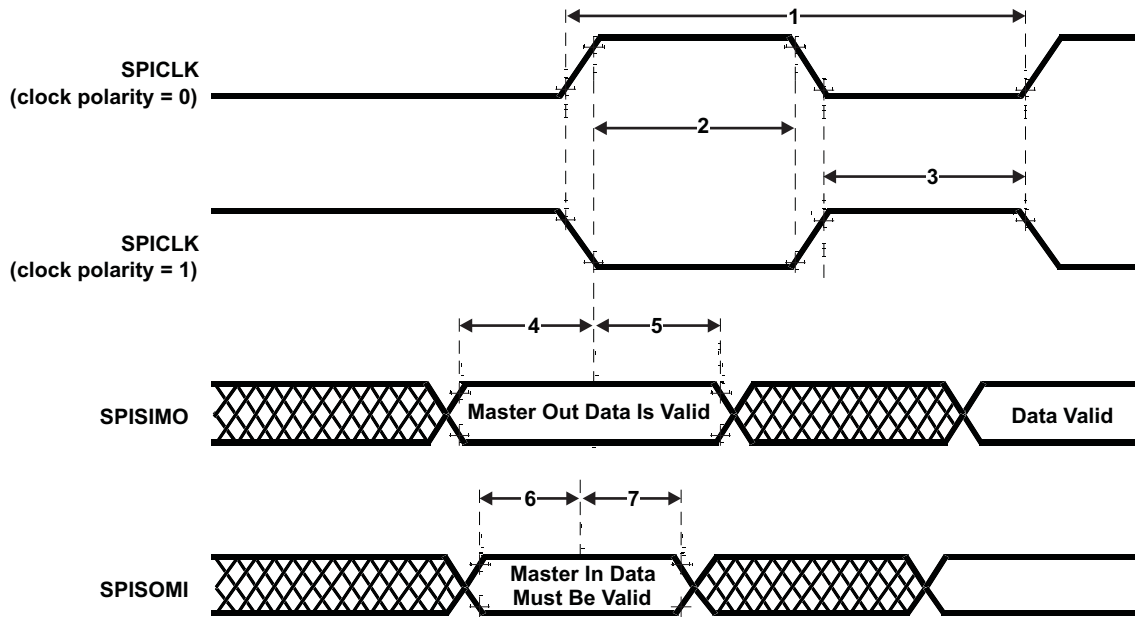 1
SPICLK
(clock polarity = 0)
2
3
SPICLK
(clock polarity = 1)
4
5
SPISIMO
Master Out Data Is Valid
Data Valid
6
7
SPISOMI
Master In Data
Must Be Valid